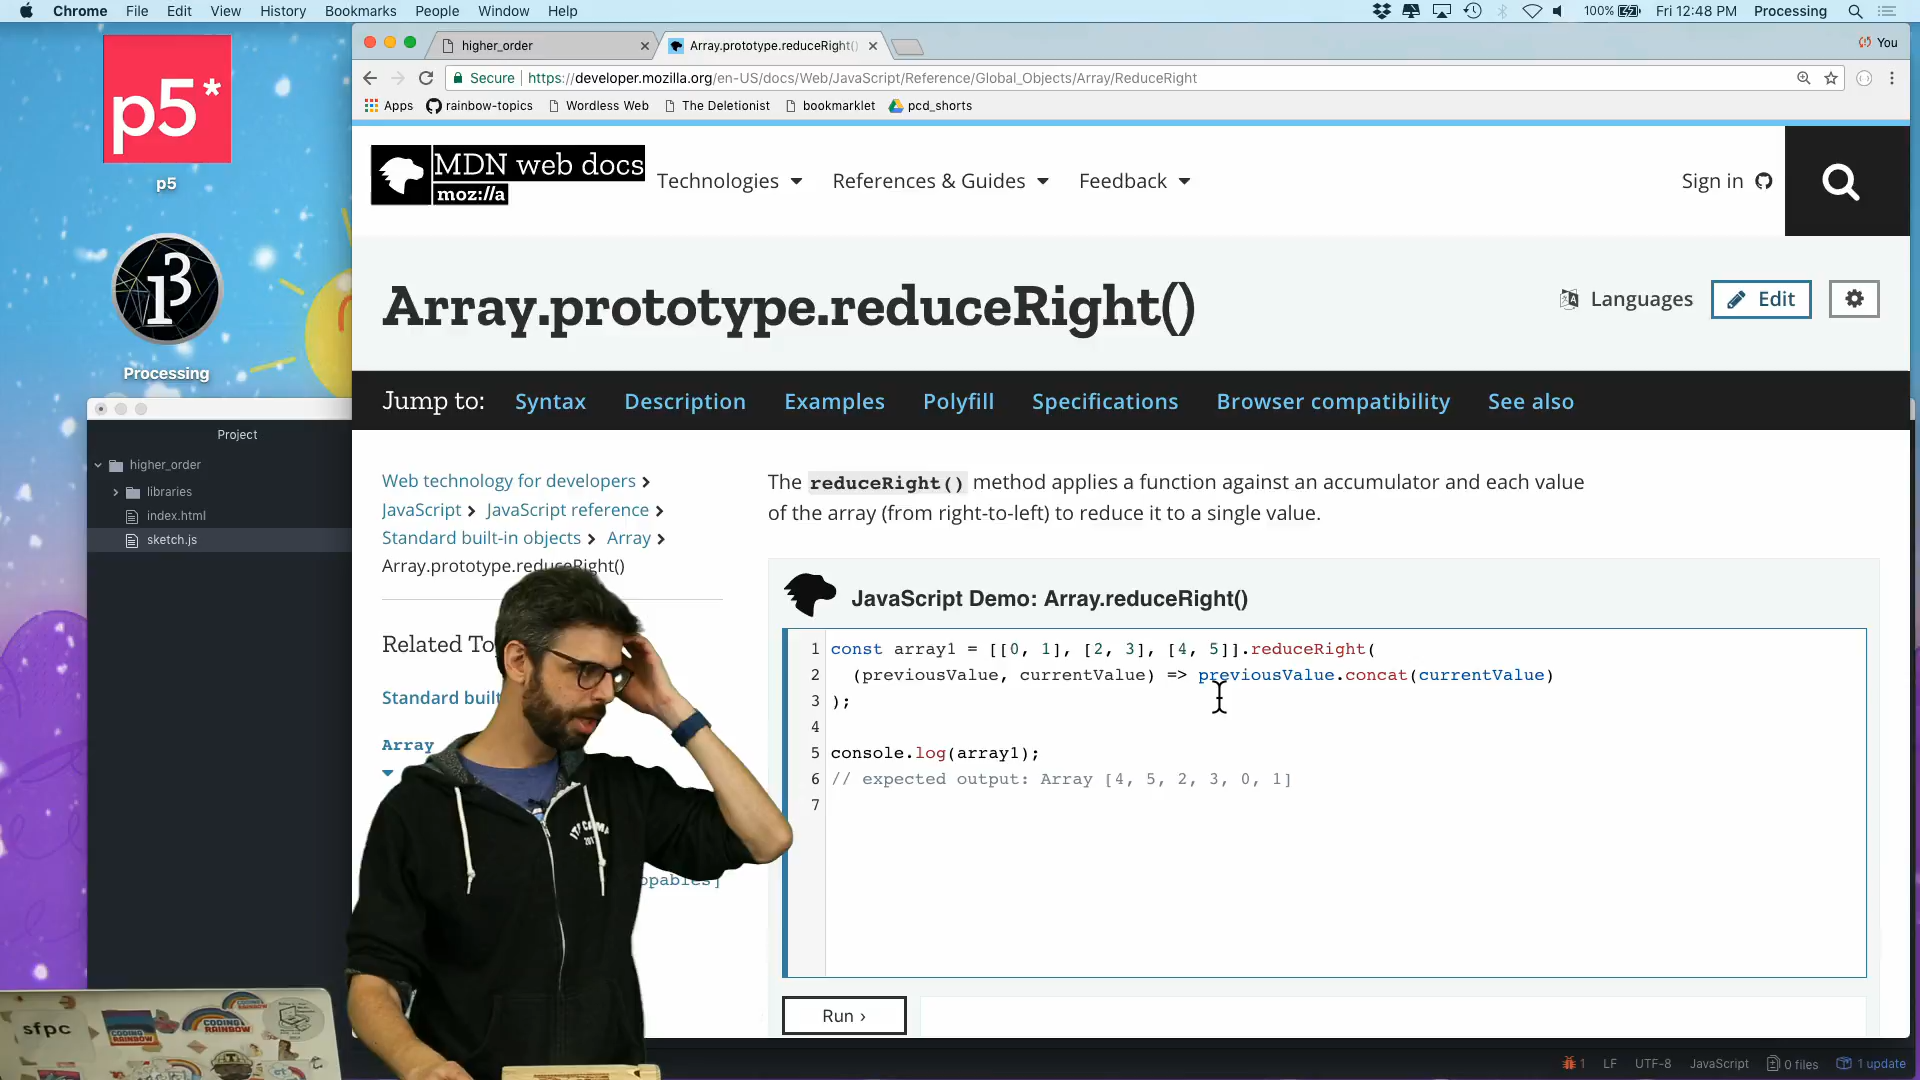 Chrome File Edit View History Bookmarks People Window Help
100% Fri 12:48 PM Processing
higher_order
Array.prototype.reduceRight()
You
Secure https://developer.mozilla.org/en-US/docs/Web/JavaScript/Reference/Global_Objects/Array/ReduceRight
Apps rainbow-topics Wordless Web The Deletionist bookmarklet pcd_shorts
p5*
p5
Processing
MDN web docs
moz://a
Technologies References & Guides Feedback
Sign in
Array.prototype.reduceRight()
Languages Edit
Jump to: Syntax Description Examples Polyfill Specifications Browser compatibility See also
Project
higher_order
libraries
index.html
sketch.js
Web technology for developers
JavaScript JavaScript reference
Standard built-in objects Array
Array.prototype.reduceRight()
Standard
Array
The reduceRight() method applies a function against an accumulator and each value
of the array (from right-to-left) to reduce it to a single value.
JavaScript Demo: Array.reduceRight()
1 const array1 = [[0, 1], [2, 3], [4, 5]].reduceRight(
2 (previousValue, currentValue) => previousValue.concat(currentValue)
3 );
4
5 console.log(array1);
6 // expected output: Array [4, 5, 2, 3, 0, 1]
7
Run ›
sfpc
CODING
RAINBOW
1 LF UTF-8 JavaScript 0 files 1 update